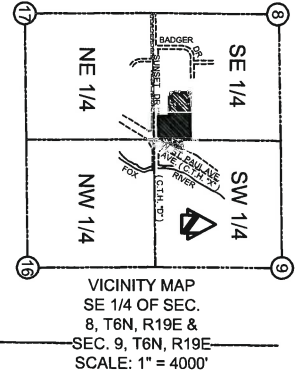 17
8
BADGER
DR
NE 1/4
SUNSET DR.
SE 1/4
ST. PAUL AVE.
AVE. (C.T.H. "X")
FOX
RIVER
(C.T.H. "D")
NW 1/4
SW 1/4
16
9
VICINITY MAP
SE 1/4 OF SEC.
8, T6N, R19E &
SEC. 9, T6N, R19E
SCALE: 1" = 4000'